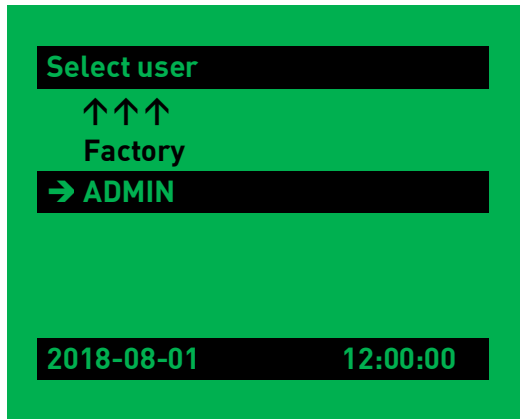 Select user
↑↑↑
Factory
➔ ADMIN
2018-08-01 12:00:00